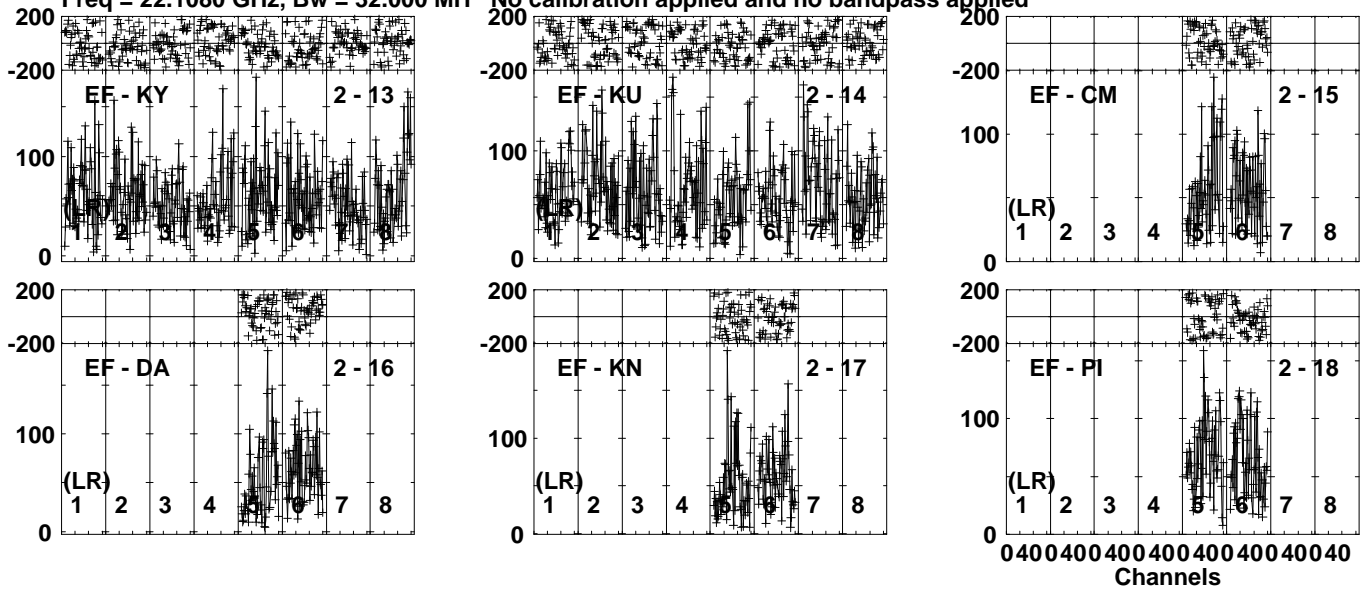 Freq = 22.1080 GHz, Bw = 32.000 MH No calibration applied and no bandpass applied
200
-200
EF - KY 2 - 13
100
(LR)
1 2 3 4 5 6 7 8
0
200
-200
EF - KU 2 - 14
100
(LR)
1 2 3 4 5 6 7 8
0
200
-200
EF - CM 2 - 15
100
(LR)
1 2 3 4 5 6 7 8
0
200
-200
EF - DA 2 - 16
100
(LR)
1 2 3 4 5 6 7 8
0
200
-200
EF - KN 2 - 17
100
(LR)
1 2 3 4 5 6 7 8
0
200
-200
EF - PI 2 - 18
100
(LR)
1 2 3 4 5 6 7 8
0
0 40 0 40 0 40 0 40 0 40 0 40 0 40 0 40
Channels